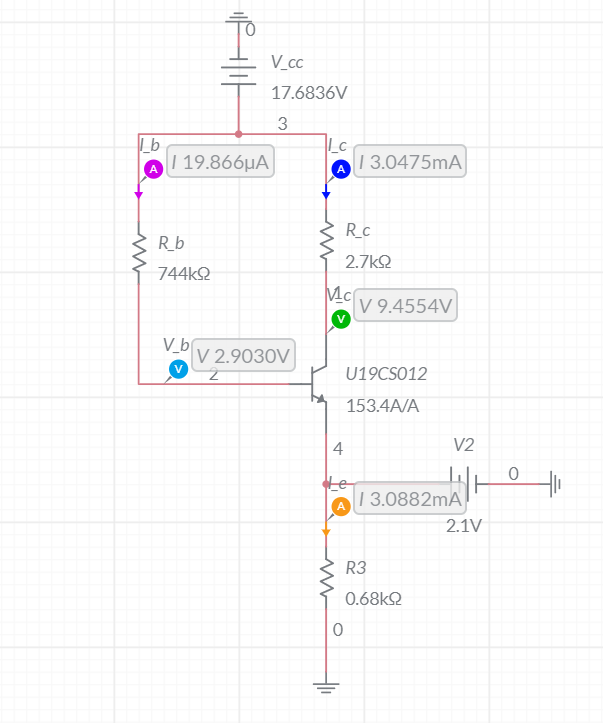 0
V_cc
17.6836V
3
I_b
A
I 19.866µA
I_c
A
I 3.0475mA
R_b
744kΩ
R_c
2.7kΩ
1
V_c
V
V 9.4554V
V_b
V
V 2.9030V
2
U19CS012
153.4A/A
4
V2
0
I_e
A
I 3.0882mA
2.1V
R3
0.68kΩ
0